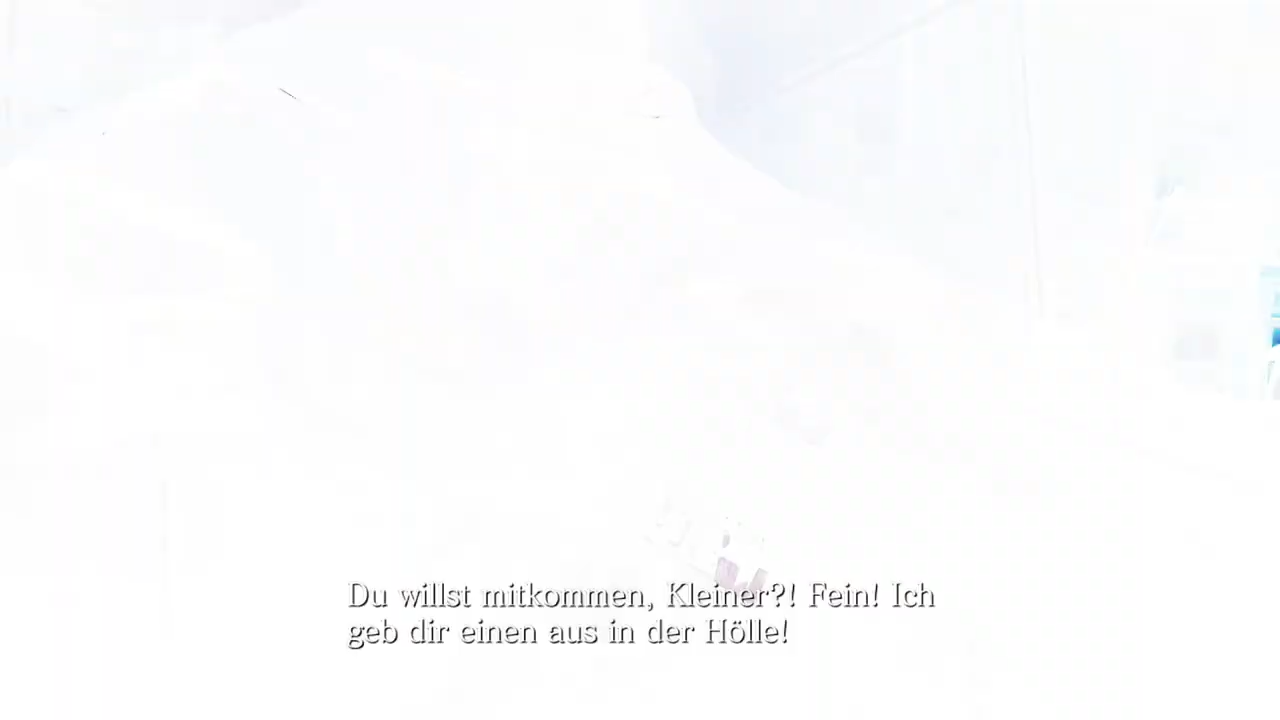 Du willst mitkommen, Kleiner?! Fein! Ich
geb dir einen aus in der Hölle!